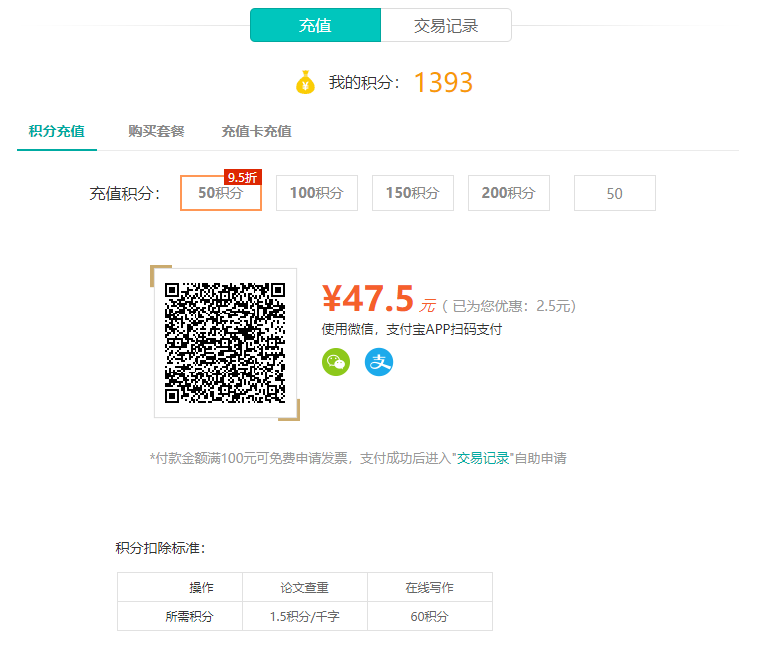 充值 交易记录
¥ 我的积分: 1393
积分充值 购买套餐 充值卡充值
9.5折
充值积分: 50积分 100积分 150积分 200积分 50
¥47.5 元 ( 已为您优惠: 2.5元)
使用微信, 支付宝APP扫码支付
支
*付款金额满100元可免费申请发票, 支付成功后进入"交易记录"自助申请
积分扣除标准:
操作 论文查重 在线写作
所需积分 1.5积分/千字 60积分